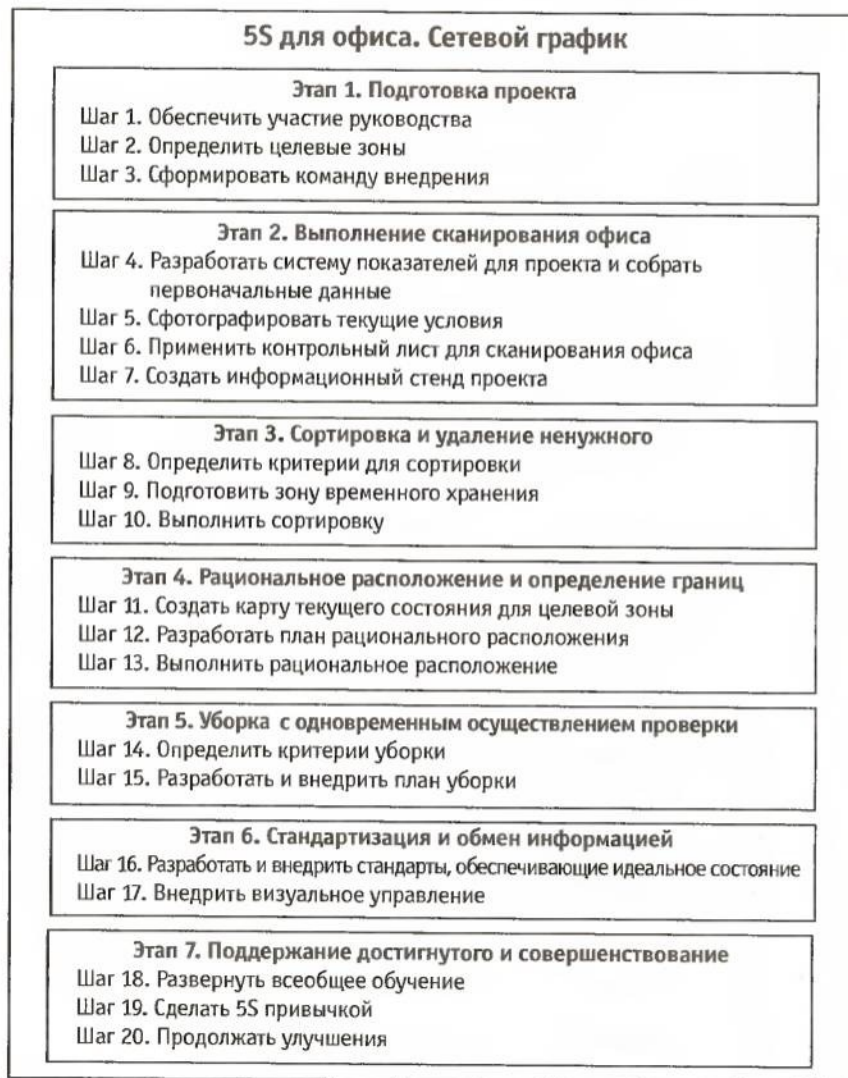 5S для офиса. Сетевой график
Этап 1. Подготовка проекта
Шаг 1. Обеспечить участие руководства
Шаг 2. Определить целевые зоны
Шаг 3. Сформировать команду внедрения
Этап 2. Выполнение сканирования офиса
Шаг 4. Разработать систему показателей для проекта и собрать
первоначальные данные
Шаг 5. Сфотографировать текущие условия
Шаг 6. Применить контрольный лист для сканирования офиса
Шаг 7. Создать информационный стенд проекта
Этап 3. Сортировка и удаление ненужного
Шаг 8. Определить критерии для сортировки
Шаг 9. Подготовить зону временного хранения
Шаг 10. Выполнить сортировку
Этап 4. Рациональное расположение и определение границ
Шаг 11. Создать карту текущего состояния для целевой зоны
Шаг 12. Разработать план рационального расположения
Шаг 13. Выполнить рациональное расположение
Этап 5. Уборка с одновременным осуществлением проверки
Шаг 14. Определить критерии уборки
Шаг 15. Разработать и внедрить план уборки
Этап 6. Стандартизация и обмен информацией
Шаг 16. Разработать и внедрить стандарты, обеспечивающие идеальное состояние
Шаг 17. Внедрить визуальное управление
Этап 7. Поддержание достигнутого и совершенствование
Шаг 18. Развернуть всеобщее обучение
Шаг 19. Сделать 5S привычкой
Шаг 20. Продолжать улучшения